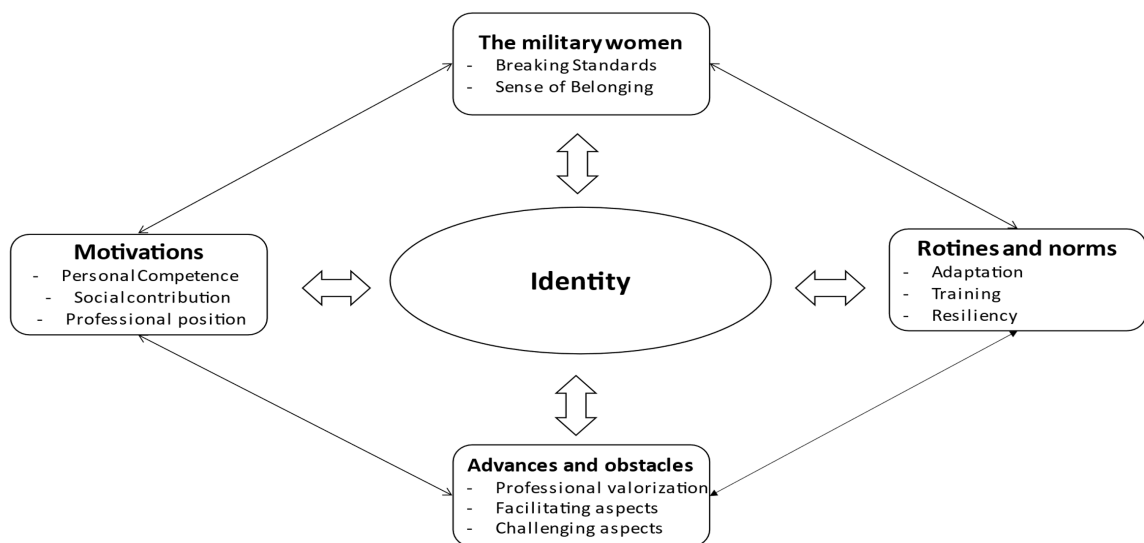 The military women
- Breaking Standards
- Sense of Belonging
Motivations
- Personal Competence
- Social contribution
- Professional position
Identity
Rotines and norms
- Adaptation
- Training
- Resiliency
Advances and obstacles
- Professional valorization
- Facilitating aspects
- Challenging aspects